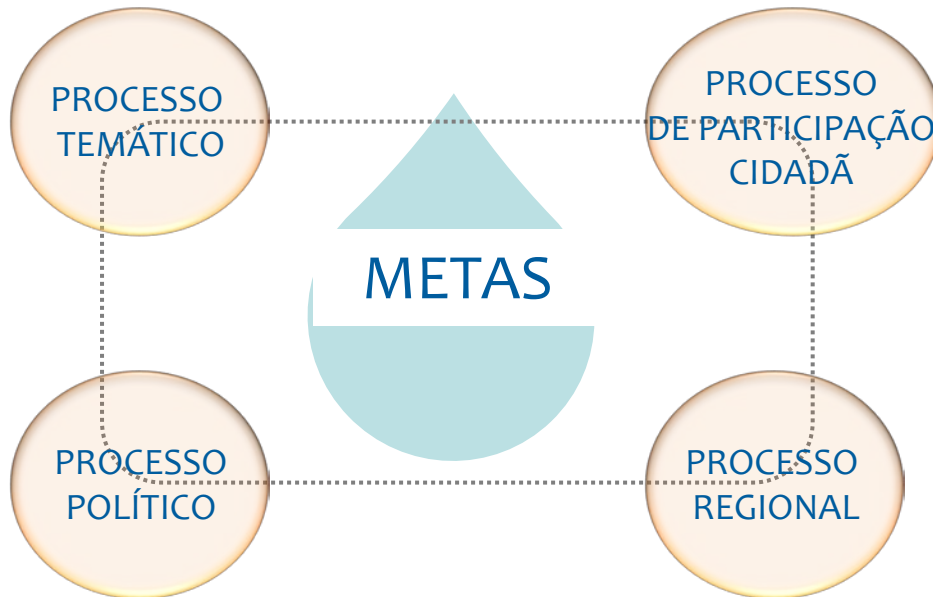 PROCESSO
TEMÁTICO
PROCESSO
DE PARTICIPAÇÃO
CIDADÃ
METAS
PROCESSO
POLÍTICO
PROCESSO
REGIONAL